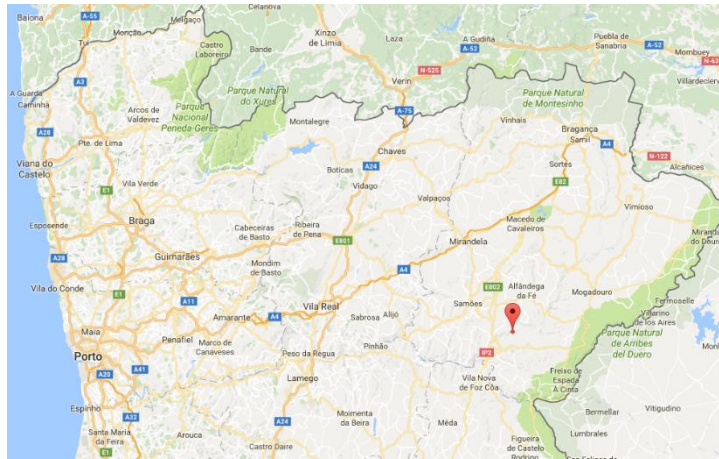 Baiona
A-55
Tui
Monção
Melgaço
Celanova
Bande
Xinzo
de Limia
Laza
A Gudiña
A-52
Puebla de
Sanabria
A-52
Mombuey
Villardeciervos
A Guarda
Caminha
A3
Castro
Laboreiro
Parque Natural
do Xures
N-525
Verín
A-75
Parque Natural
de Montesinho
Arcos de
Valdevez
Parque
Nacional
Peneda-Gerês
Montalegre
Chaves
Vinhais
Bragança
Samil
A4
A28
Pte. de Lima
Viana do
Castelo
E1
Vila Verde
Boticas
A24
Vidago
Valpaços
Sortes
E82
N-122
Alcañices
Vimioso
Esposende
Braga
Cabeceiras
de Basto
Ribeira
de Pena
E801
Macedo de
Cavaleiros
Mirandela
A28
Guimarães
Mondim
de Basto
A4
Vila do Conde
E1
A11
Vila Real
E802
Alfândega
da Fé
Mogadouro
Samões
Amarante
A4
Sabrosa
Alijó
Fermoselle
Villarino
de los Aires
Maia
Penafiel
Marco de
Canaveses
Peso da Régua
Pinhão
Parque Natural
de Arribes
del Duero
Porto
A20
A41
IP2
Lamego
Vila Nova
de Foz Côa
Freixo de
Espada
À Cinta
Espinho
A32
A24
Moimenta
da Beira
Bermellar
Vitigudino
Santa Maria
da Feira
Arouca
Mêda
Lumbrales
Castro Daire
Figueira
de Castelo
Rodrigo